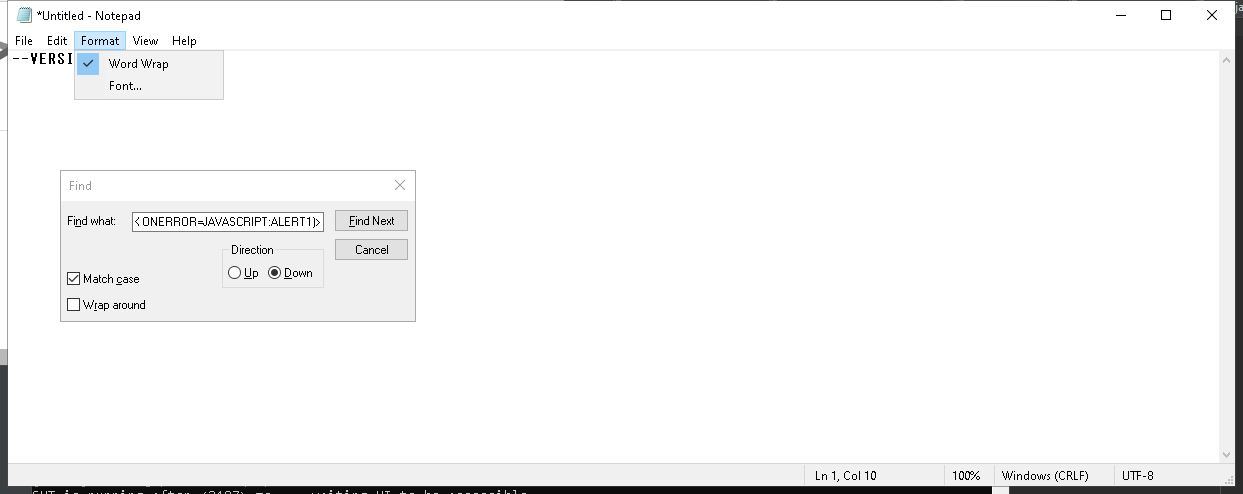 *Untitled - Notepad
File Edit Format View Help
--VERSI
Word Wrap
Font...
Find
Find what: < ONERROR=JAVASCRIPT:ALERT1)> Find Next
Direction Cancel
Up Down
Match case
Wrap around
Ln 1, Col 10 100% Windows (CRLF) UTF-8